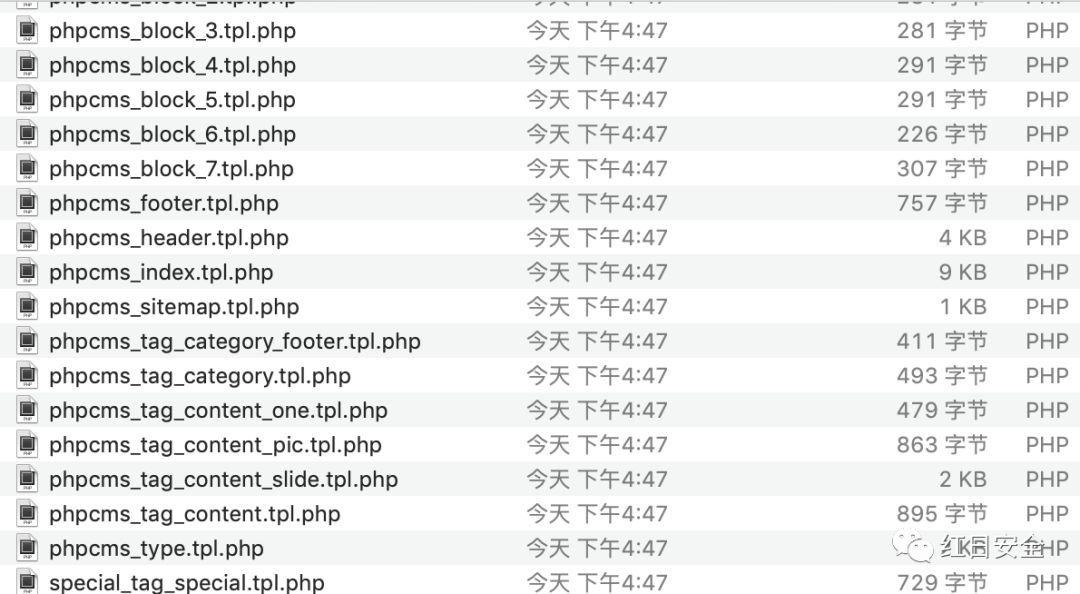 phpcms_block_3.tpl.php 今天 下午4:47 281 字节 PHP
phpcms_block_4.tpl.php 今天 下午4:47 291 字节 PHP
phpcms_block_5.tpl.php 今天 下午4:47 291 字节 PHP
phpcms_block_6.tpl.php 今天 下午4:47 226 字节 PHP
phpcms_block_7.tpl.php 今天 下午4:47 307 字节 PHP
phpcms_footer.tpl.php 今天 下午4:47 757 字节 PHP
phpcms_header.tpl.php 今天 下午4:47 4 KB PHP
phpcms_index.tpl.php 今天 下午4:47 9 KB PHP
phpcms_sitemap.tpl.php 今天 下午4:47 1 KB PHP
phpcms_tag_category_footer.tpl.php 今天 下午4:47 411 字节 PHP
phpcms_tag_category.tpl.php 今天 下午4:47 493 字节 PHP
phpcms_tag_content_one.tpl.php 今天 下午4:47 479 字节 PHP
phpcms_tag_content_pic.tpl.php 今天 下午4:47 863 字节 PHP
phpcms_tag_content_slide.tpl.php 今天 下午4:47 2 KB PHP
phpcms_tag_content.tpl.php 今天 下午4:47 895 字节 PHP
phpcms_type.tpl.php 今天 下午4:47 KB PHP
红日安全
special_tag_special.tpl.php 今天 下午4:47 729 字节 PHP